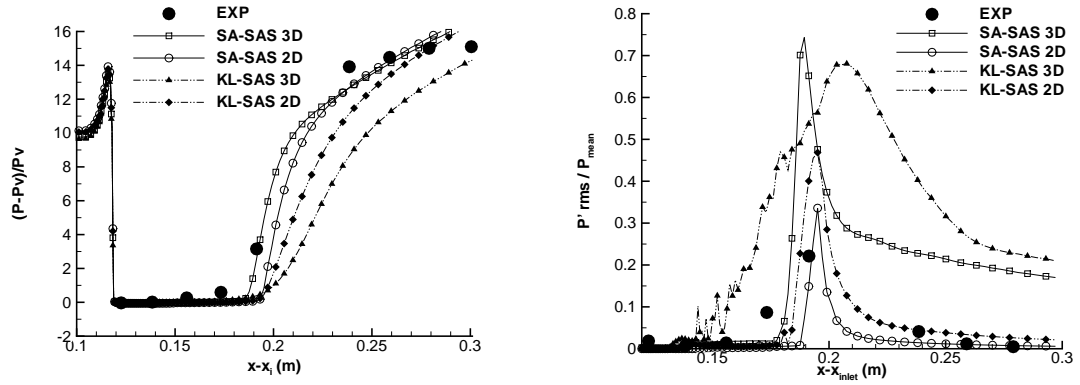 EXP
SA-SAS 3D
SA-SAS 2D
KL-SAS 3D
KL-SAS 2D
(P-Pv)/Pv
16
14
12
10
8
6
4
2
0
-2
0.1
0.15
0.2
0.25
0.3
x-xi (m)
EXP
SA-SAS 3D
SA-SAS 2D
KL-SAS 3D
KL-SAS 2D
P' rms / Pmean
0.8
0.7
0.6
0.5
0.4
0.3
0.2
0.1
0
0.15
0.2
0.25
0.3
x-xinlet (m)